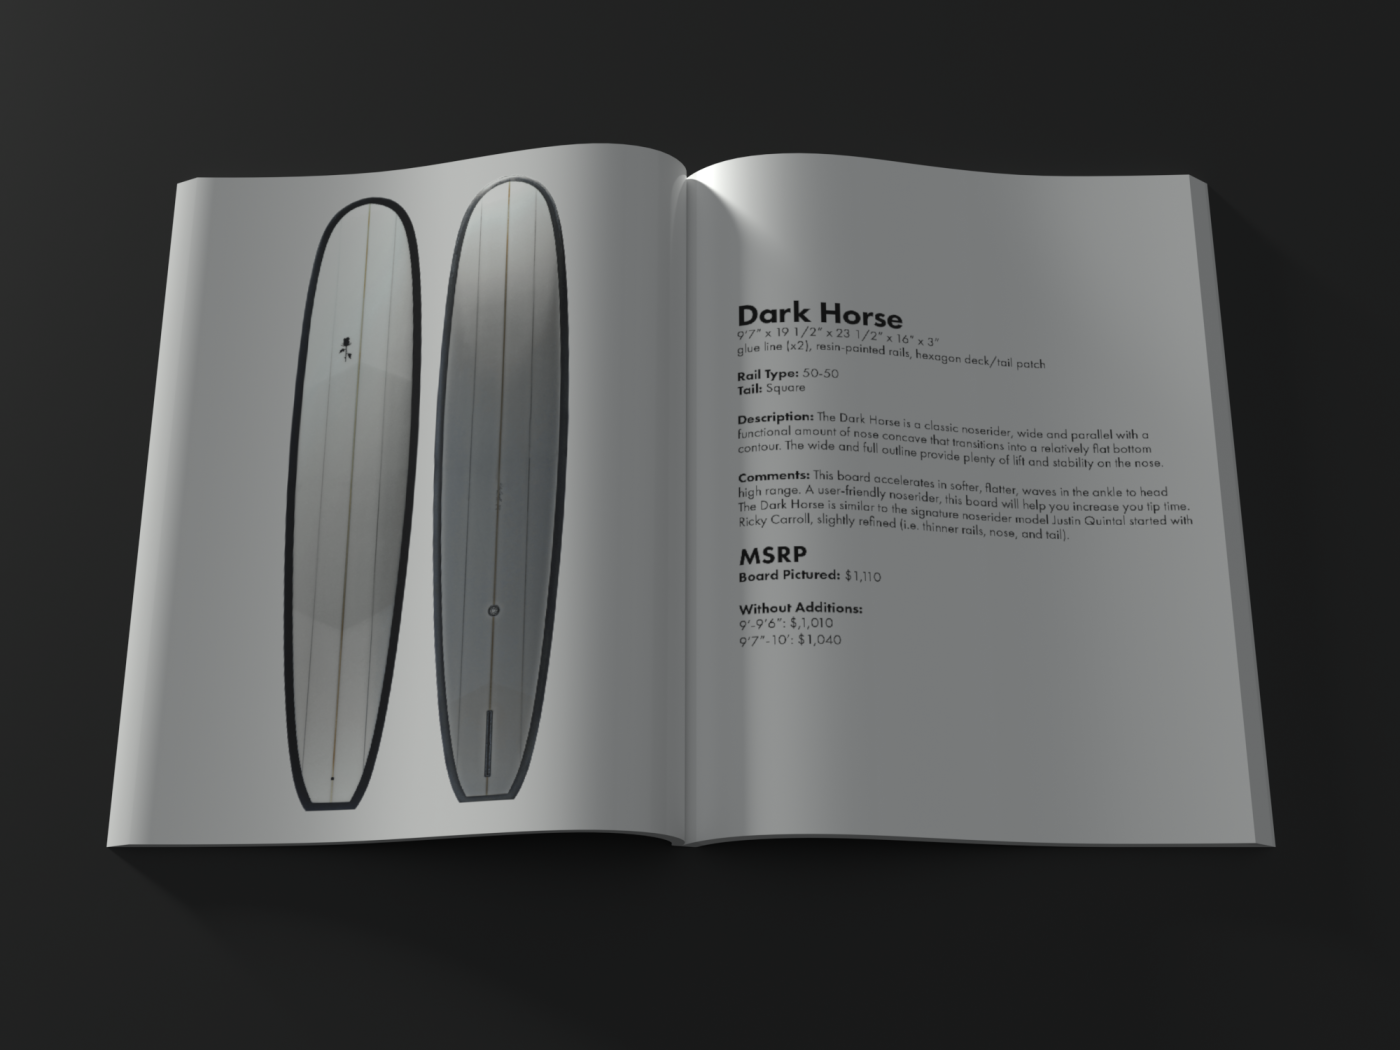 Dark Horse
9'7" x 19 1/2" x 23 1/2" x 16" x 3"
glue line (x2), resin-painted rails, hexagon deck/tail patch
Rail Type: 50-50
Tail: Square
Description: The Dark Horse is a classic noserider, wide and parallel with a
functional amount of nose concave that transitions into a relatively flat bottom
contour. The wide and full outline provide plenty of lift and stability on the nose.
Comments: This board accelerates in softer, flatter, waves in the ankle to head
high range. A user-friendly noserider, this board will help you increase you tip time.
The Dark Horse is similar to the signature noserider model Justin Quintal started with
Ricky Carroll, slightly refined (i.e. thinner rails, nose, and tail).
MSRP
Board Pictured: $1,110
Without Additions:
9'-9'6": $,1,010
9'7"-10': $1,040